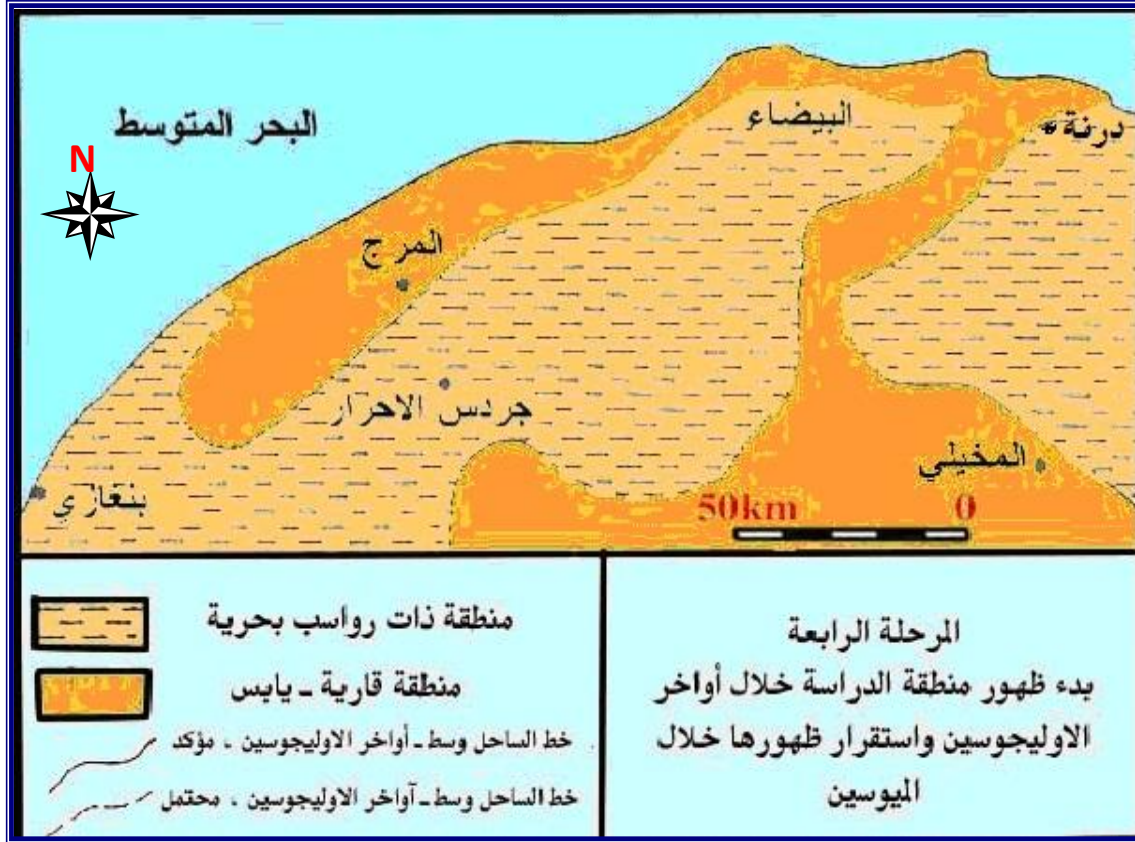 البحر المتوسط
N
البيضاء
درنة
المرج
جردس الاحرار
المخيلي
بنغازي
50km 0
منطقة ذات رواسب بحرية
منطقة قارية - يابس
خط الساحل وسط - أواخر الاوليجوسين ، مؤكد
خط الساحل وسط - آواخر الاوليجوسين ، محتمل
المرحلة الرابعة
بدء ظهور منطقة الدراسة خلال أواخر
الاوليجوسين واستقرار ظهورها خلال
الميوسين